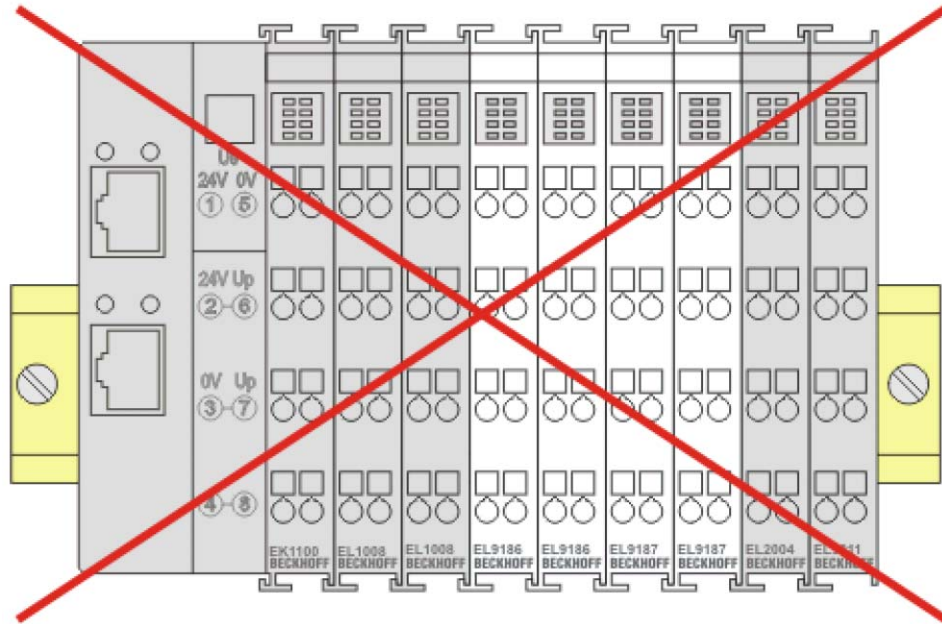 24V 0V
1 5
24V Up
2-6
0V Up
3-7
4-8
EK1100 EL1008 EL1008 EL9186 EL9186 EL9187 EL9187 EL2004
BECKHOFF BECKHOFF BECKHOFF BECKHOFF BECKHOFF BECKHOFF BECKHOFF BECKHOFF BECKHOFF